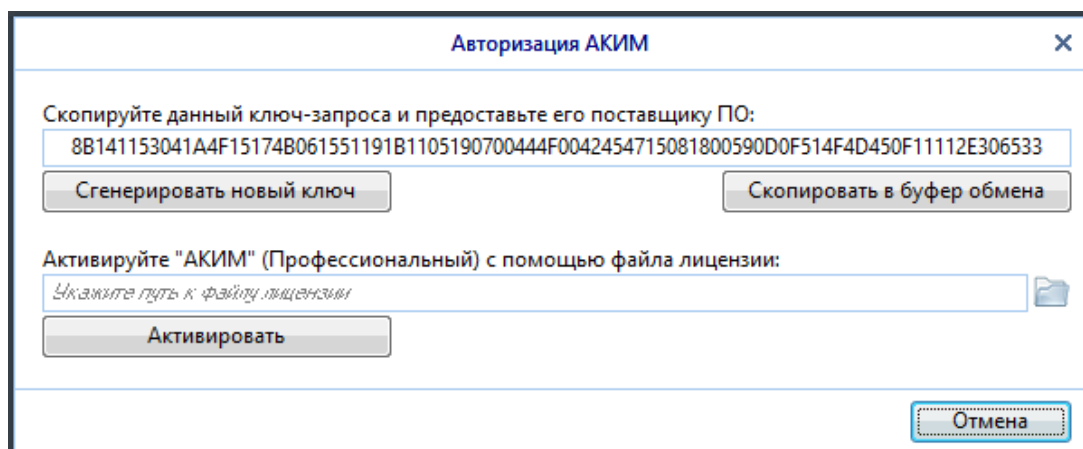 Авторизация АКИМ
Скопируйте данный ключ-запроса и предоставьте его поставщику ПО:
8B141153041A4F15174B061551191B1105190700444F0042454715081800590D0F514F4D450F11112E306533
Сгенерировать новый ключ
Скопировать в буфер обмена
Активируйте "АКИМ" (Профессиональный) с помощью файла лицензии:
Укажите путь к файлу лицензии
Активировать
Отмена